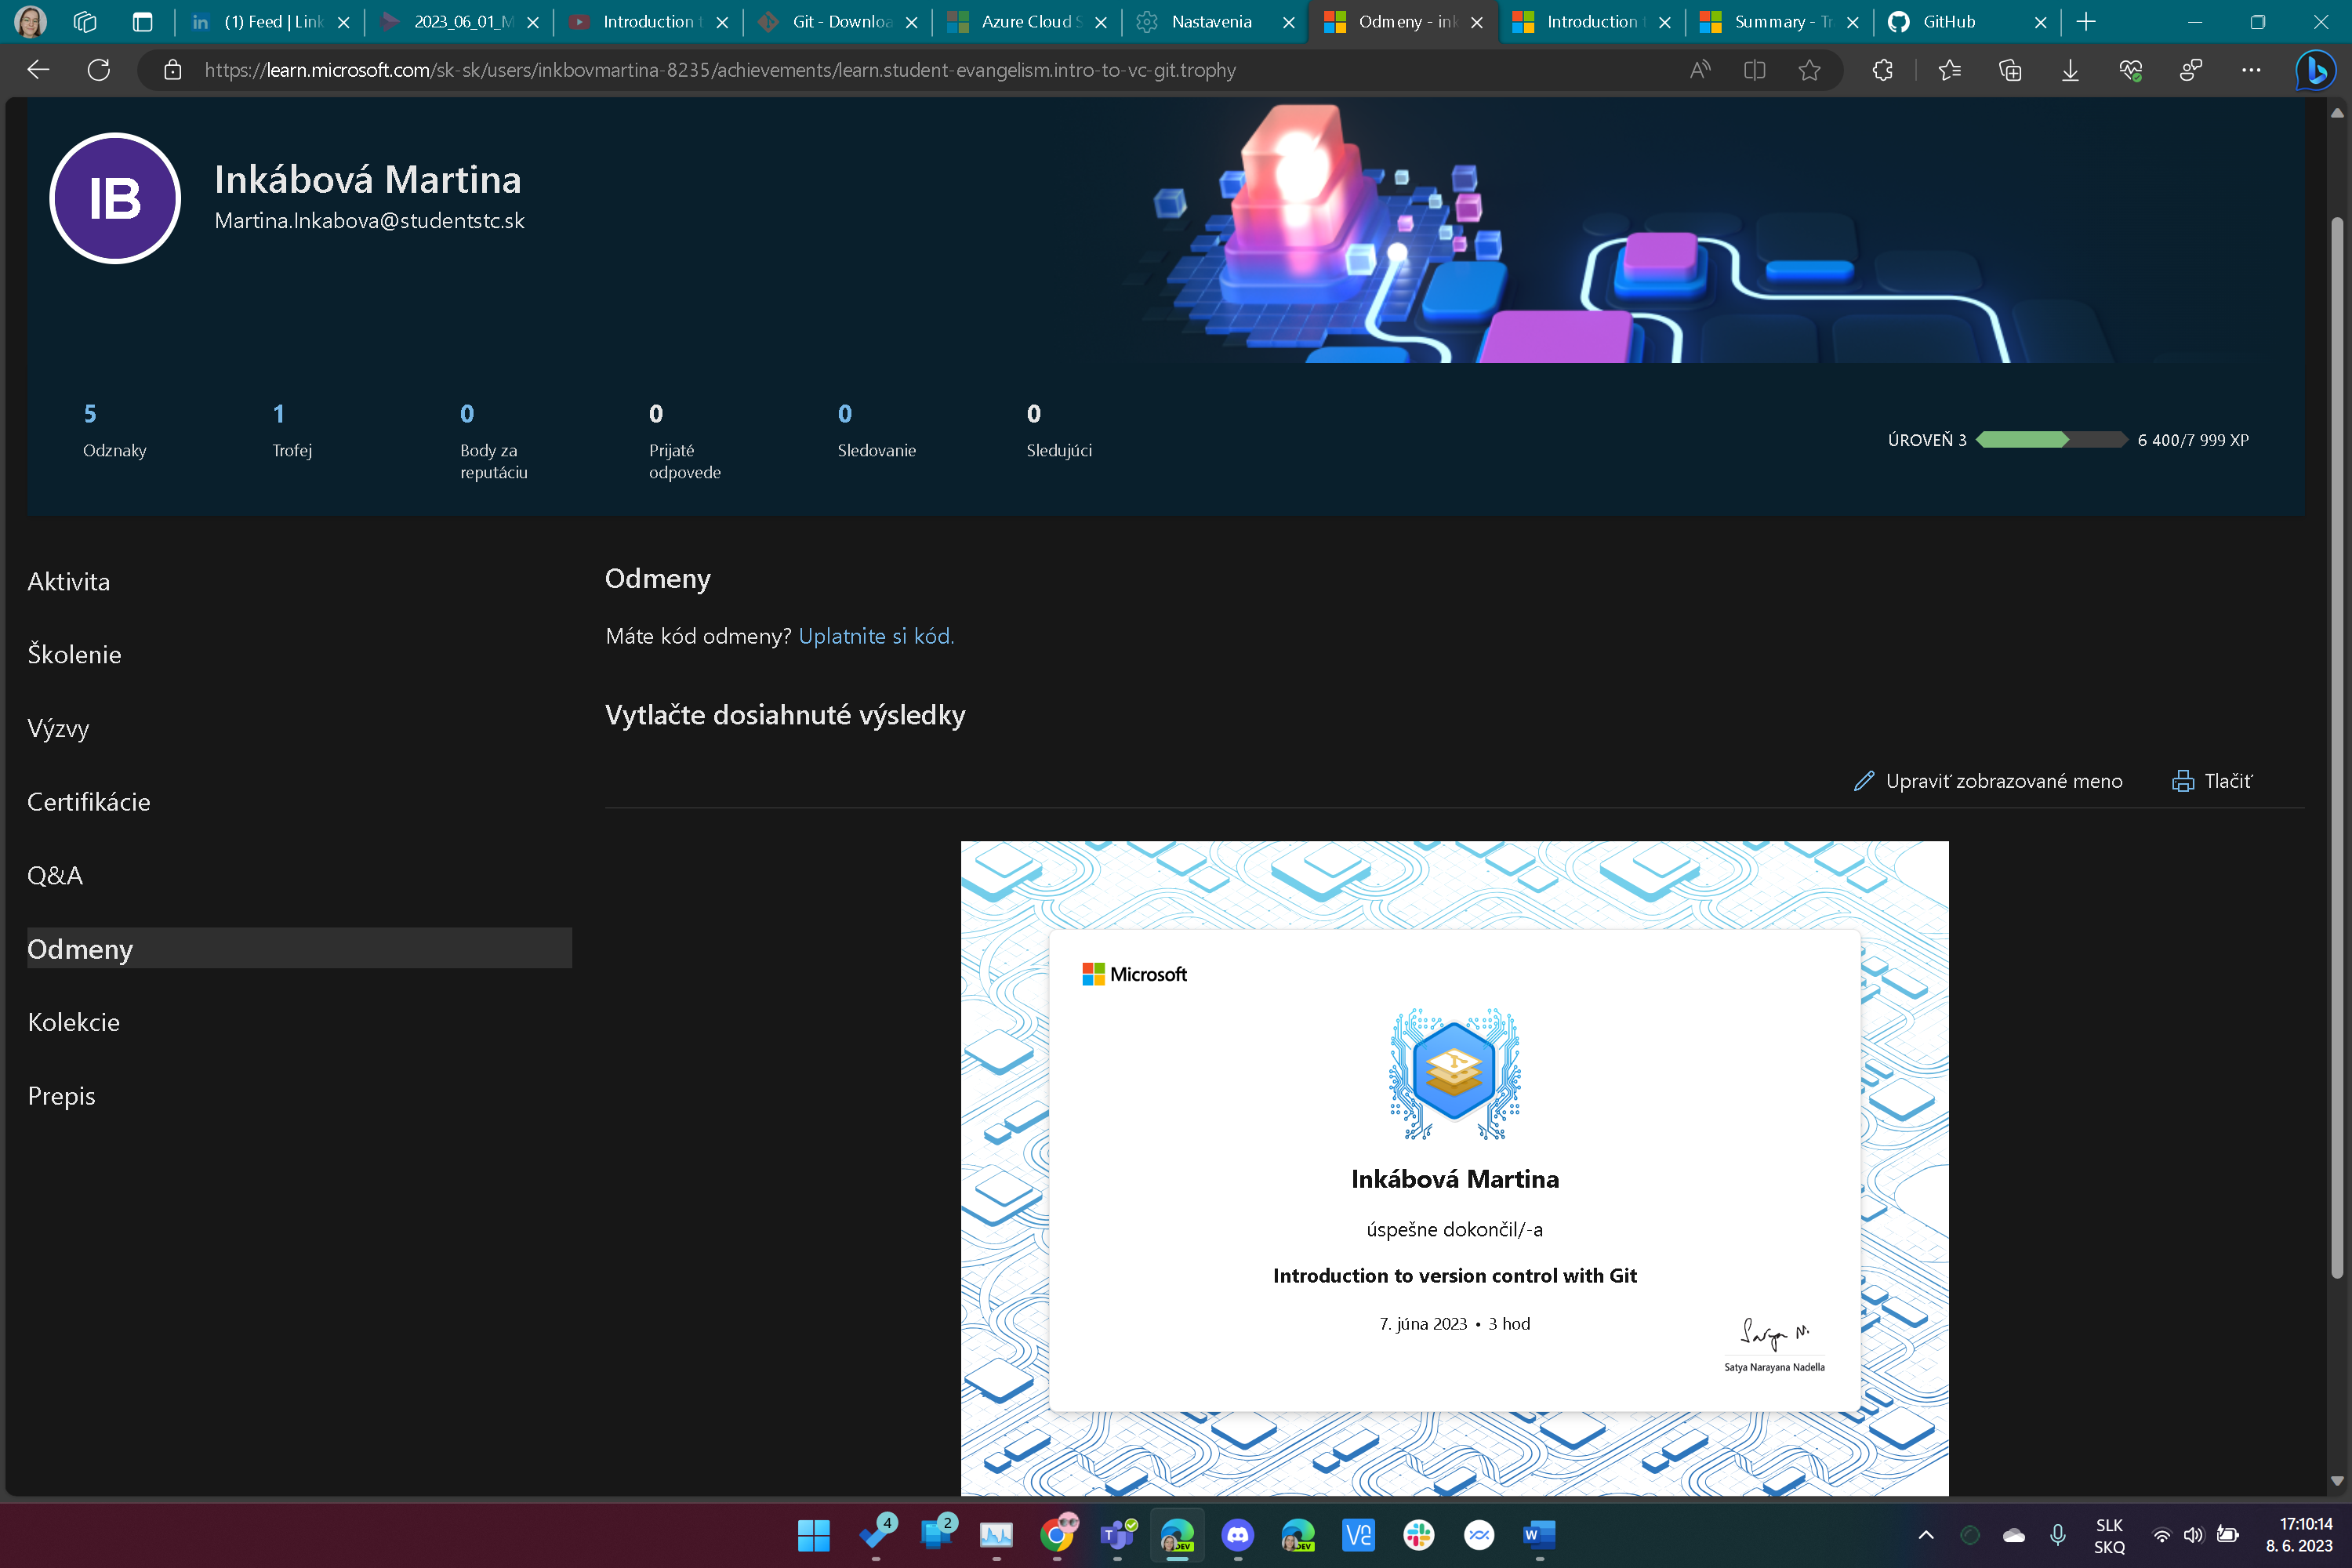 (1) Feed | Link
2023_06_01_M
Introduction t
Git - Downloa
Azure Cloud S
Nastavenia
Odmeny - ink
Introduction t
Summary - Tr
GitHub
https://learn.microsoft.com/sk-sk/users/inkbovmartina-8235/achievements/learn.student-evangelism.intro-to-vc-git.trophy
IB
Inkábová Martina
Martina.Inkabova@studentstc.sk
5
Odznaky
1
Trofej
0
Body za
reputáciu
0
Prijaté
odpovede
0
Sledovanie
0
Sledujúci
ÚROVEŇ 3
6 400/7 999 XP
Aktivita
Školenie
Výzvy
Certifikácie
Q&A
Odmeny
Kolekcie
Prepis
Odmeny
Máte kód odmeny? Uplatnite si kód.
Vytlačte dosiahnuté výsledky
Upraviť zobrazované meno
Tlačiť
Microsoft
Inkábová Martina
úspešne dokončil/-a
Introduction to version control with Git
7. júna 2023 • 3 hod
Satya N.
Satya Narayana Nadella
4
2
DEV
DEV
SLK
SKQ
17:10:14
8. 6. 2023